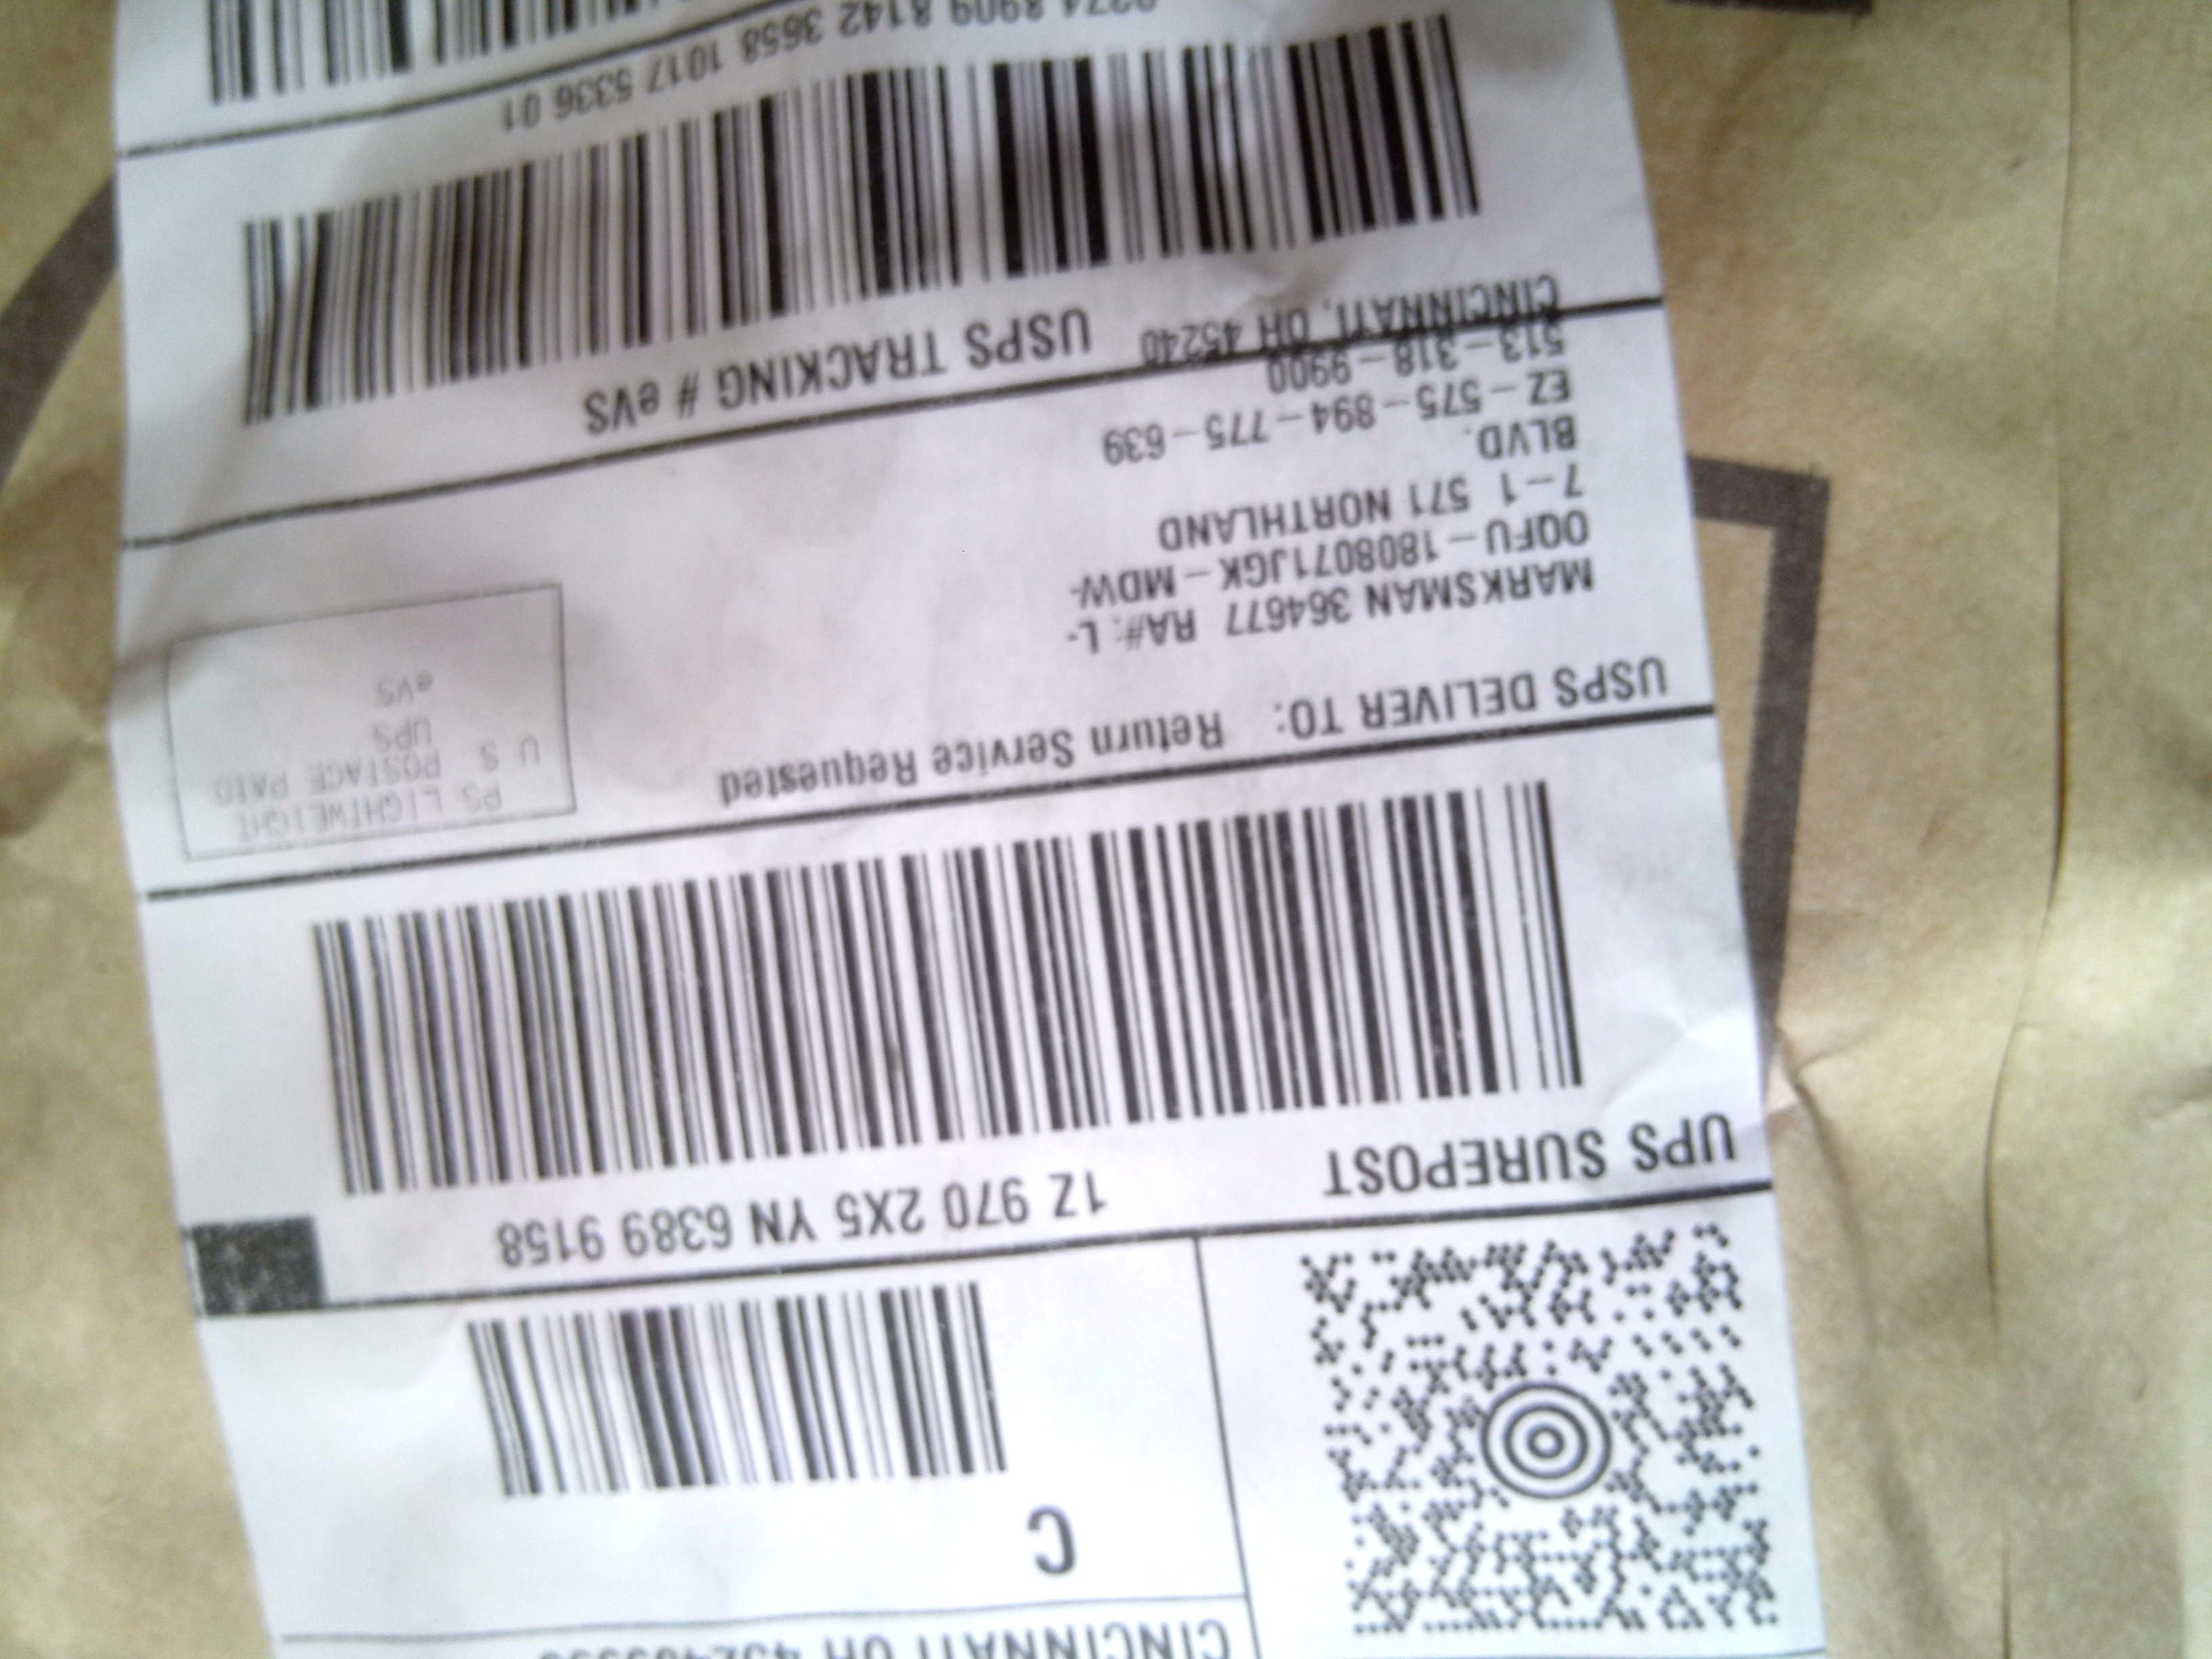 CINCINNATI OH
C
1Z 970 2X5 YN 6389 9158
UPS SUREPOST
PS LIGHTWEIGHT
U S POSTAGE PAID
UPS
eVS
USPS DELIVER TO: Return Service Requested
MARKSMAN 364677 RA#: L-
OQFU-1808071JGK-MDW-
7-1 571 NORTHLAND
BLVD.
EZ-575-894-775-639
513-318-9900
CINCINNATI, OH 45240
USPS TRACKING # eVS
8909 8142 3658 1017 5336 01